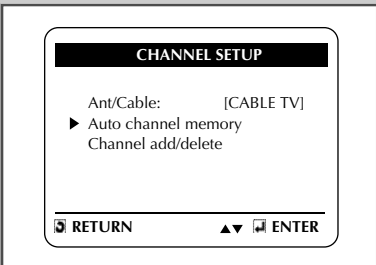 CHANNEL SETUP
Ant/Cable: [CABLE TV]
Auto channel memory
Channel add/delete
RETURN ▲▼ ENTER